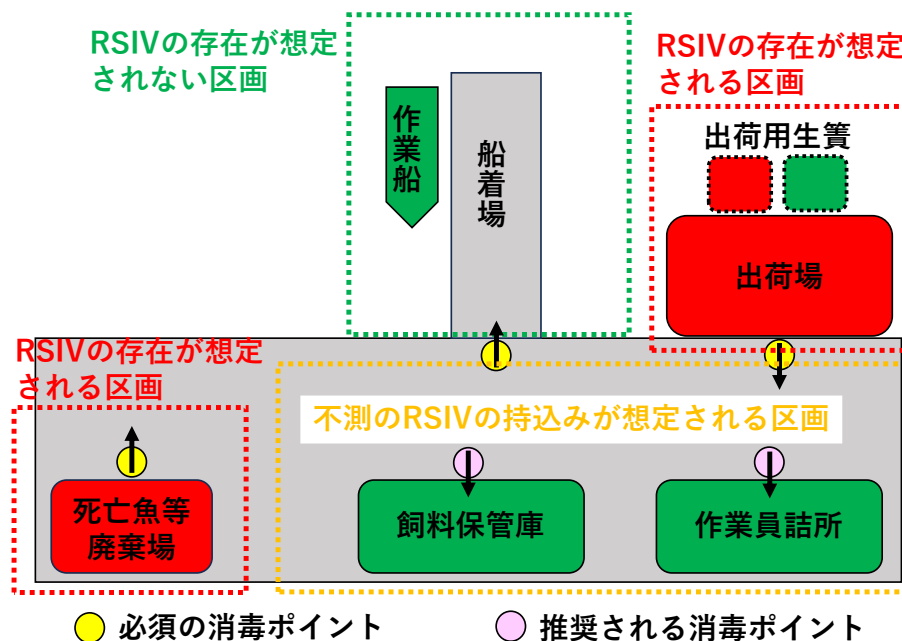 RSIVの存在が想定
されない区画
RSIVの存在が想定
される区画
作業船
船着場
出荷用生簀
出荷場
RSIVの存在が想定
される区画
不測のRSIVの持込みが想定される区画
死亡魚等
廃棄場
飼料保管庫
作業員詰所
必須の消毒ポイント
推奨される消毒ポイント